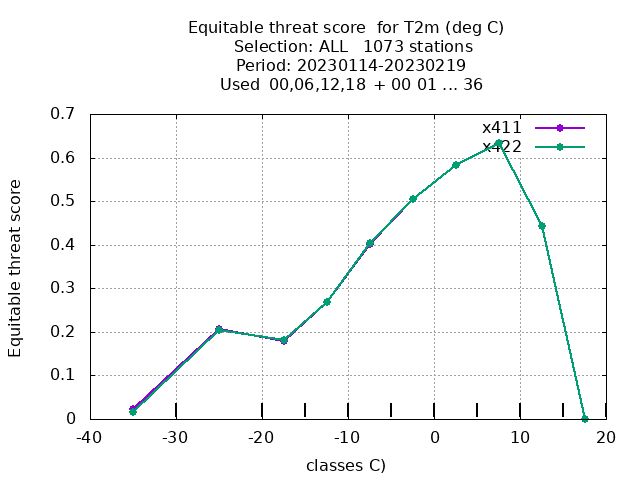 Equitable threat score  for T2m (deg C)
Selection: ALL   1073 stations
Period: 20230114-20230219
Used  00,06,12,18  + 00 01 ... 36
x411
x422
Equitable threat score
0.7
0.6
0.5
0.4
0.3
0.2
0.1
0
-40 -30 -20 -10 0 10 20
classes C)